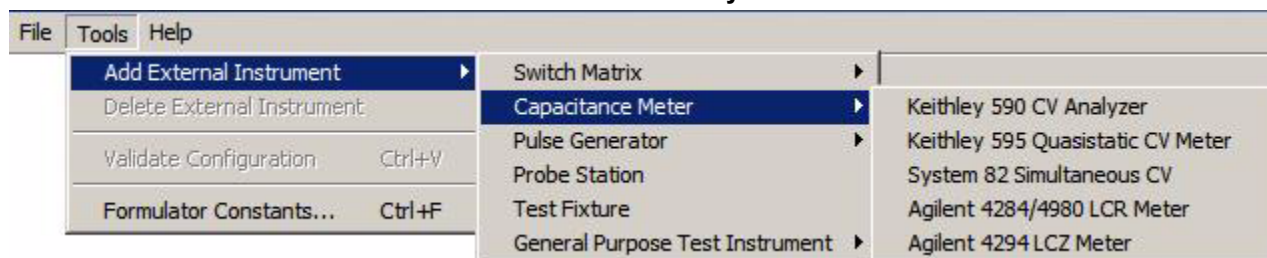 File Tools Help
Add External Instrument
Delete External Instrument
Validate Configuration Ctrl+V
Formulator Constants... Ctrl+F
Switch Matrix
Capacitance Meter
Pulse Generator
Probe Station
Test Fixture
General Purpose Test Instrument
Keithley 590 CV Analyzer
Keithley 595 Quasistatic CV Meter
System 82 Simultaneous CV
Agilent 4284/4980 LCR Meter
Agilent 4294 LCZ Meter